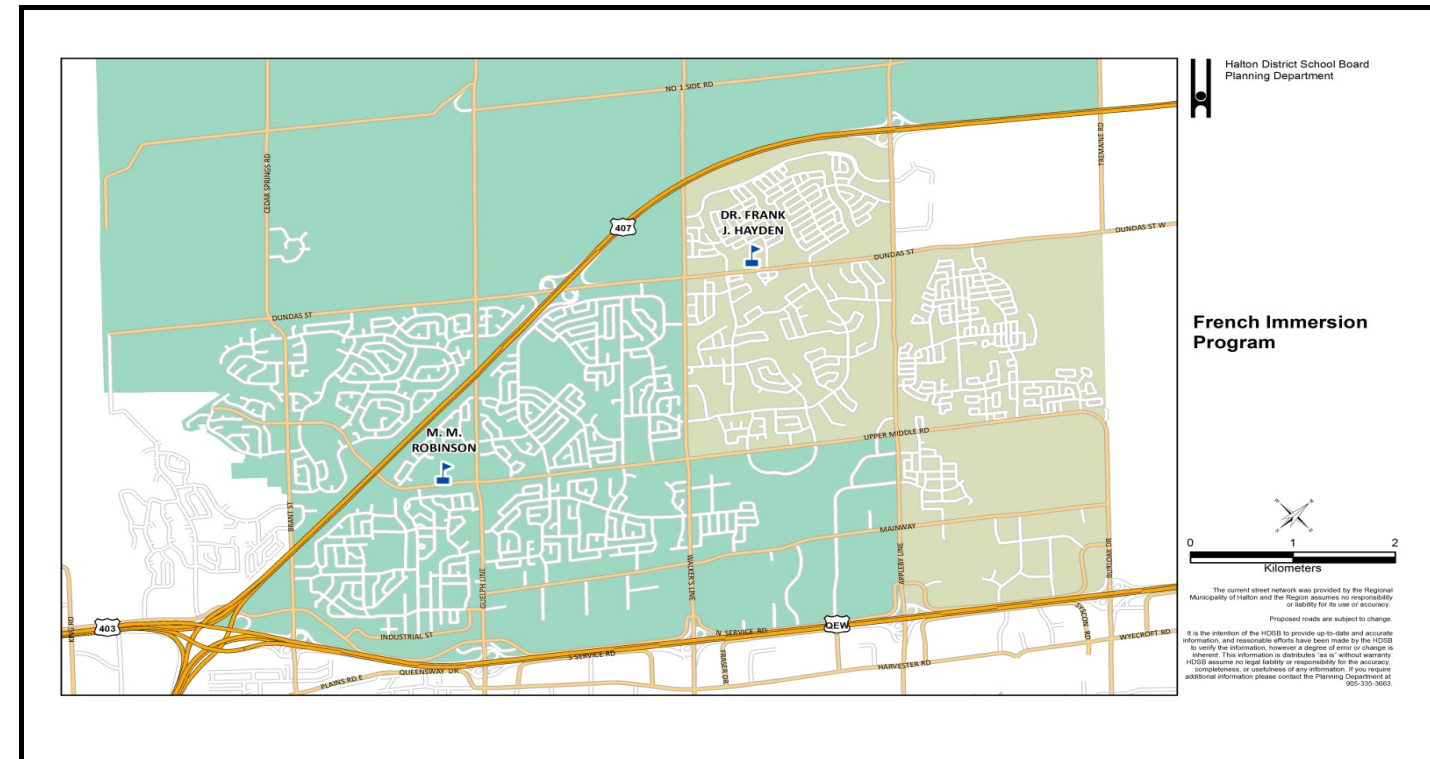 Halton District School Board
Planning Department
NO 1 SIDE RD
TREMAINE RD
CEDAR SPRINGS RD
407
DR. FRANK
J. HAYDEN
DUNDAS ST W
DUNDAS ST
DUNDAS ST
French Immersion
Program
UPPER MIDDLE RD
M. M.
ROBINSON
BRANT ST
MAINWAY
GUELPH LINE
WALKER'S LINE
APPLEBY LINE
BURLOAK DR
0 1 2
Kilometers
The current street network was provided by the Regional
Municipality of Halton and the Region assumes no responsibility
or liability for its use or accuracy.
Proposed roads are subject to change.
It is the intention of the HDSB to provide up-to-date and accurate
information, and reasonable efforts have been made by the HDSB
to verify the information, however a degree of error or change is
inherent. This information is distributes "as is" without warranty.
HDSB assume no legal liability or responsibility for the accuracy,
completeness, or usefulness of any information. If you require
additional information please contact the Planning Department at
905-335-3663.
KING RD
403
INDUSTRIAL ST
N SERVICE RD
QEW
SYSCON RD
WYECROFT RD
S SERVICE RD
FRASER DR
HARVESTER RD
QUEENSWAY DR
PLAINS RD E